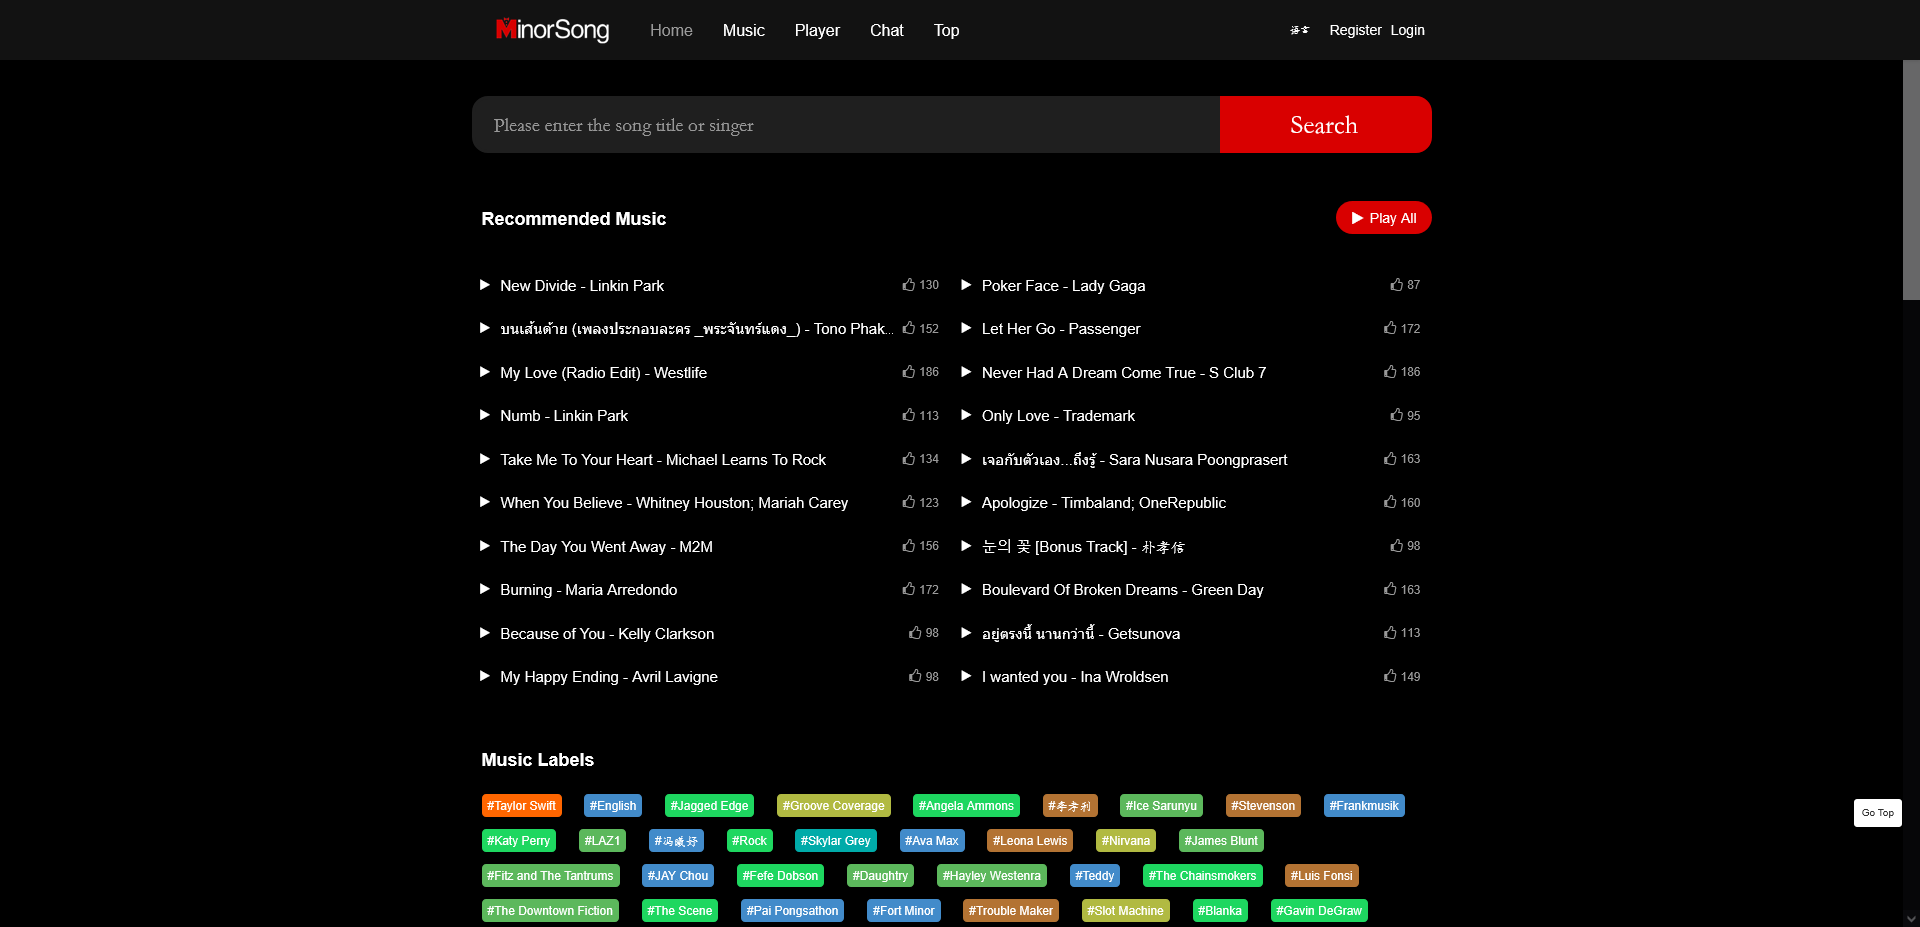 MinorSong Home Music Player Chat Top 语言 Register Login
Please enter the song title or singer Search
Recommended Music Play All
New Divide - Linkin Park 130 Poker Face - Lady Gaga 87
บนเส้นด้าย (เพลงประกอบละคร _พระจันทร์แดง_) - Tono Phak... 152 Let Her Go - Passenger 172
My Love (Radio Edit) - Westlife 186 Never Had A Dream Come True - S Club 7 186
Numb - Linkin Park 113 Only Love - Trademark 95
Take Me To Your Heart - Michael Learns To Rock 134 เจอกับตัวเอง...ถึงรู้ - Sara Nusara Poongprasert 163
When You Believe - Whitney Houston; Mariah Carey 123 Apologize - Timbaland; OneRepublic 160
The Day You Went Away - M2M 156 눈의 꽃 [Bonus Track] - 朴孝信 98
Burning - Maria Arredondo 172 Boulevard Of Broken Dreams - Green Day 163
Because of You - Kelly Clarkson 98 อยู่ตรงนี้ นานกว่านี้ - Getsunova 113
My Happy Ending - Avril Lavigne 98 I wanted you - Ina Wroldsen 149
Music Labels
#Taylor Swift #English #Jagged Edge #Groove Coverage #Angela Ammons #李孝利 #Ice Sarunyu #Stevenson #Frankmusik
Go Top
#Katy Perry #LAZ1 #冯曦妤 #Rock #Skylar Grey #Ava Max #Leona Lewis #Nirvana #James Blunt
#Fitz and The Tantrums #JAY Chou #Fefe Dobson #Daughtry #Hayley Westenra #Teddy #The Chainsmokers #Luis Fonsi
#The Downtown Fiction #The Scene #Pai Pongsathon #Fort Minor #Trouble Maker #Slot Machine #Blanka #Gavin DeGraw